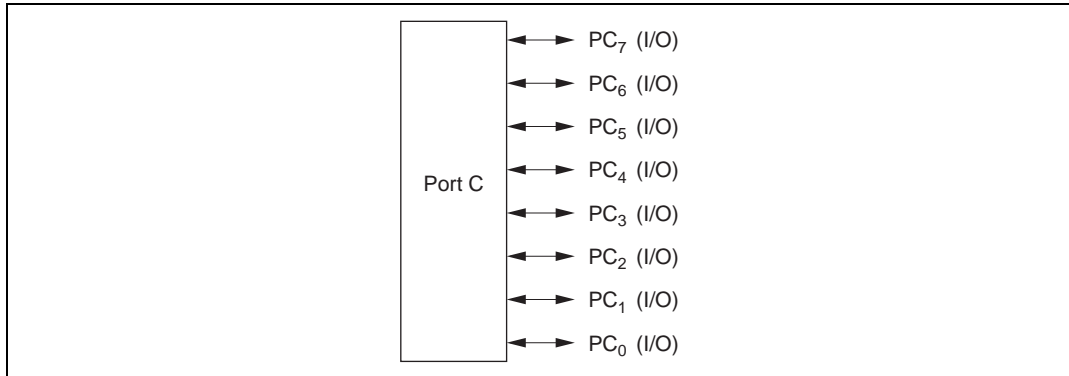 PC₇ (I/O)
PC₆ (I/O)
PC₅ (I/O)
PC₄ (I/O)
Port C
PC₃ (I/O)
PC₂ (I/O)
PC₁ (I/O)
PC₀ (I/O)